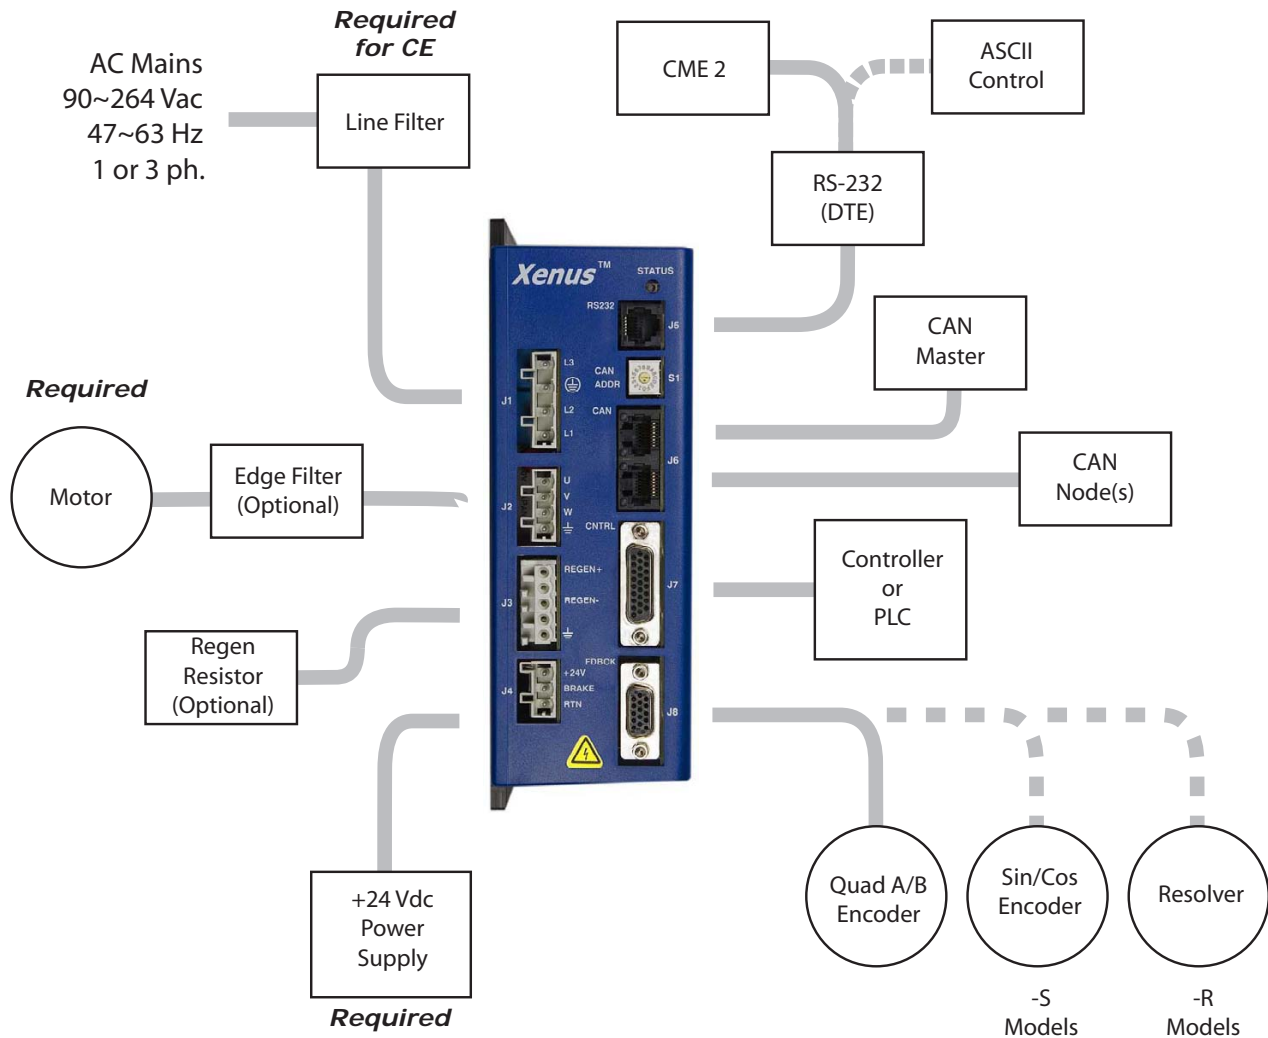 Required
for CE
AC Mains
90~264 Vac
47~63 Hz
1 or 3 ph.
Line Filter
CME 2
ASCII
Control
RS-232
(DTE)
CAN
Master
CAN
Node(s)
Controller
or
PLC
Required
Motor
Edge Filter
(Optional)
Regen
Resistor
(Optional)
+24 Vdc
Power
Supply
Required
Xenus™
STATUS
RS232
J5
CAN
ADDR
S1
CAN
J6
CNTRL
J7
FDBCK
J8
J1
L3
L2
L1
J2
U
V
W
J3
REGEN+
REGEN-
J4
+24V
BRAKE
RTN
Quad A/B
Encoder
Sin/Cos
Encoder
Resolver
-S
Models
-R
Models